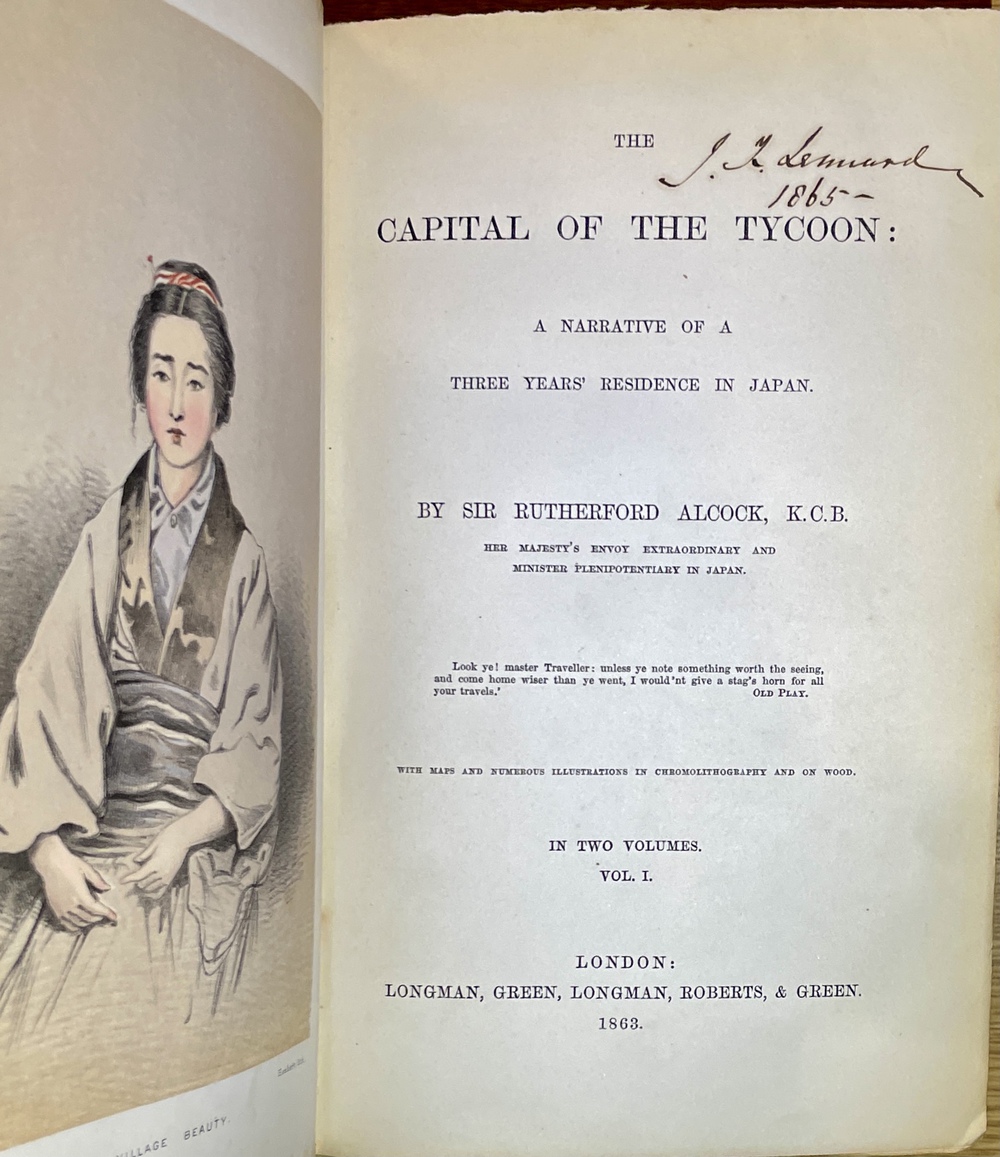 THE
J. K. Lennard
1865 –
CAPITAL OF THE TYCOON:
A NARRATIVE OF A
THREE YEARS' RESIDENCE IN JAPAN.
BY SIR RUTHERFORD ALCOCK, K.C.B.
HER MAJESTY'S ENVOY EXTRAORDINARY AND
MINISTER PLENIPOTENTIARY IN JAPAN.
Look ye! master Traveller: unless ye note something worth the seeing,
and come home wiser than ye went, I would'nt give a stag's horn for all
your travels.' OLD PLAY.
WITH MAPS AND NUMEROUS ILLUSTRATIONS IN CHROMOLITHOGRAPHY AND ON WOOD.
IN TWO VOLUMES.
VOL. I.
LONDON:
LONGMAN, GREEN, LONGMAN, ROBERTS, & GREEN.
1863.
VILLAGE BEAUTY.